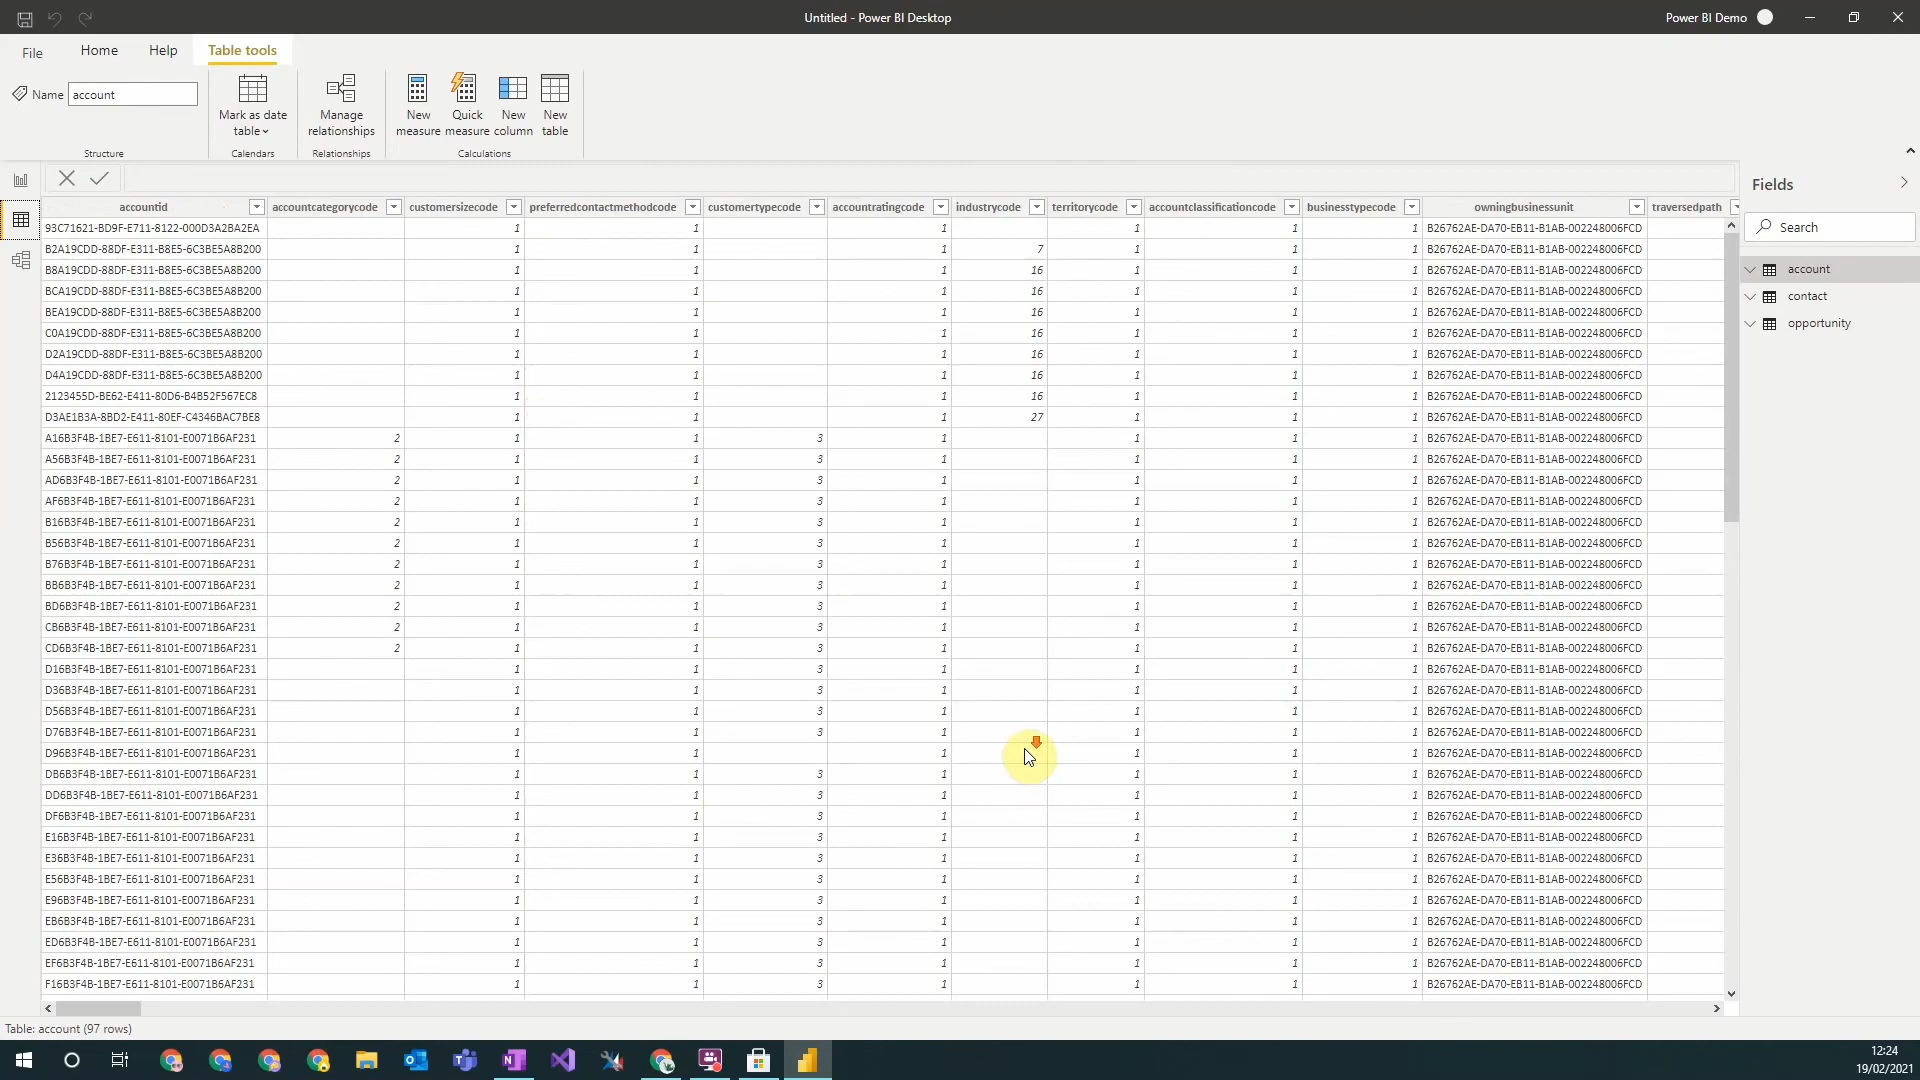 Untitled - Power BI Desktop
Power BI Demo
File Home Help Table tools
Name account
Mark as date table
Manage relationships
New measure
Quick measure
New column
New table
Structure Calendars Relationships Calculations
Fields
Search
account
contact
opportunity
accountid accountcategorycode customersizecode preferredcontactmethodcode customertypecode accountratingcode industrycode territorycode accountclassificationcode businesstypecode owningbusinessunit traversedpath
93C71621-BD9F-E711-8122-000D3A2BA2EA 1 1 1 1 1 1 B26762AE-DA70-EB11-B1AB-002248006FCD
B2A19CDD-88DF-E311-B8E5-6C3BE5A8B200 1 1 1 7 1 1 1 B26762AE-DA70-EB11-B1AB-002248006FCD
B8A19CDD-88DF-E311-B8E5-6C3BE5A8B200 1 1 1 16 1 1 1 B26762AE-DA70-EB11-B1AB-002248006FCD
BCA19CDD-88DF-E311-B8E5-6C3BE5A8B200 1 1 1 16 1 1 1 B26762AE-DA70-EB11-B1AB-002248006FCD
BEA19CDD-88DF-E311-B8E5-6C3BE5A8B200 1 1 1 16 1 1 1 B26762AE-DA70-EB11-B1AB-002248006FCD
C0A19CDD-88DF-E311-B8E5-6C3BE5A8B200 1 1 1 16 1 1 1 B26762AE-DA70-EB11-B1AB-002248006FCD
D2A19CDD-88DF-E311-B8E5-6C3BE5A8B200 1 1 1 16 1 1 1 B26762AE-DA70-EB11-B1AB-002248006FCD
D4A19CDD-88DF-E311-B8E5-6C3BE5A8B200 1 1 1 16 1 1 1 B26762AE-DA70-EB11-B1AB-002248006FCD
2123455D-BE62-E411-80D6-B4B52F567EC8 1 1 1 16 1 1 1 B26762AE-DA70-EB11-B1AB-002248006FCD
D3AE1B3A-8BD2-E411-80EF-C4346BAC7BE8 1 1 1 27 1 1 1 B26762AE-DA70-EB11-B1AB-002248006FCD
A16B3F4B-1BE7-E611-8101-E0071B6AF231 2 1 1 3 1 1 1 1 B26762AE-DA70-EB11-B1AB-002248006FCD
A56B3F4B-1BE7-E611-8101-E0071B6AF231 2 1 1 3 1 1 1 1 B26762AE-DA70-EB11-B1AB-002248006FCD
AD6B3F4B-1BE7-E611-8101-E0071B6AF231 2 1 1 3 1 1 1 1 B26762AE-DA70-EB11-B1AB-002248006FCD
AF6B3F4B-1BE7-E611-8101-E0071B6AF231 2 1 1 3 1 1 1 1 B26762AE-DA70-EB11-B1AB-002248006FCD
B16B3F4B-1BE7-E611-8101-E0071B6AF231 2 1 1 3 1 1 1 1 B26762AE-DA70-EB11-B1AB-002248006FCD
B56B3F4B-1BE7-E611-8101-E0071B6AF231 2 1 1 3 1 1 1 1 B26762AE-DA70-EB11-B1AB-002248006FCD
B76B3F4B-1BE7-E611-8101-E0071B6AF231 2 1 1 3 1 1 1 1 B26762AE-DA70-EB11-B1AB-002248006FCD
BB6B3F4B-1BE7-E611-8101-E0071B6AF231 2 1 1 3 1 1 1 1 B26762AE-DA70-EB11-B1AB-002248006FCD
BD6B3F4B-1BE7-E611-8101-E0071B6AF231 2 1 1 3 1 1 1 1 B26762AE-DA70-EB11-B1AB-002248006FCD
CB6B3F4B-1BE7-E611-8101-E0071B6AF231 2 1 1 3 1 1 1 1 B26762AE-DA70-EB11-B1AB-002248006FCD
CD6B3F4B-1BE7-E611-8101-E0071B6AF231 2 1 1 3 1 1 1 1 B26762AE-DA70-EB11-B1AB-002248006FCD
D16B3F4B-1BE7-E611-8101-E0071B6AF231 1 1 3 1 1 1 1 B26762AE-DA70-EB11-B1AB-002248006FCD
D36B3F4B-1BE7-E611-8101-E0071B6AF231 1 1 3 1 1 1 1 B26762AE-DA70-EB11-B1AB-002248006FCD
D56B3F4B-1BE7-E611-8101-E0071B6AF231 1 1 3 1 1 1 1 B26762AE-DA70-EB11-B1AB-002248006FCD
D76B3F4B-1BE7-E611-8101-E0071B6AF231 1 1 3 1 1 1 1 B26762AE-DA70-EB11-B1AB-002248006FCD
D96B3F4B-1BE7-E611-8101-E0071B6AF231 1 1 1 1 1 1 B26762AE-DA70-EB11-B1AB-002248006FCD
DB6B3F4B-1BE7-E611-8101-E0071B6AF231 1 1 3 1 1 1 1 B26762AE-DA70-EB11-B1AB-002248006FCD
DD6B3F4B-1BE7-E611-8101-E0071B6AF231 1 1 3 1 1 1 1 B26762AE-DA70-EB11-B1AB-002248006FCD
DF6B3F4B-1BE7-E611-8101-E0071B6AF231 1 1 3 1 1 1 1 B26762AE-DA70-EB11-B1AB-002248006FCD
E16B3F4B-1BE7-E611-8101-E0071B6AF231 1 1 3 1 1 1 1 B26762AE-DA70-EB11-B1AB-002248006FCD
E36B3F4B-1BE7-E611-8101-E0071B6AF231 1 1 3 1 1 1 1 B26762AE-DA70-EB11-B1AB-002248006FCD
E56B3F4B-1BE7-E611-8101-E0071B6AF231 1 1 3 1 1 1 1 B26762AE-DA70-EB11-B1AB-002248006FCD
E96B3F4B-1BE7-E611-8101-E0071B6AF231 1 1 3 1 1 1 1 B26762AE-DA70-EB11-B1AB-002248006FCD
EB6B3F4B-1BE7-E611-8101-E0071B6AF231 1 1 3 1 1 1 1 B26762AE-DA70-EB11-B1AB-002248006FCD
ED6B3F4B-1BE7-E611-8101-E0071B6AF231 1 1 3 1 1 1 1 B26762AE-DA70-EB11-B1AB-002248006FCD
EF6B3F4B-1BE7-E611-8101-E0071B6AF231 1 1 3 1 1 1 1 B26762AE-DA70-EB11-B1AB-002248006FCD
F16B3F4B-1BE7-E611-8101-E0071B6AF231 1 1 3 1 1 1 1 B26762AE-DA70-EB11-B1AB-002248006FCD
Table: account (97 rows)
12:24
19/02/2021